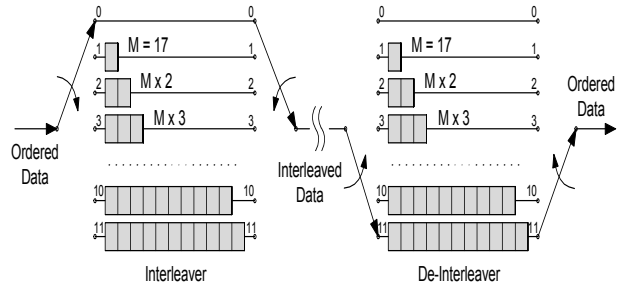 0 0 0 0
1 M = 17 1 1 M = 17 1
2 M x 2 2 2 M x 2 2
3 M x 3 3 3 M x 3 3
Ordered
Data
Interleaved
Data
Ordered
Data
10 10 10 10
11 11 11 11
Interleaver De-Interleaver